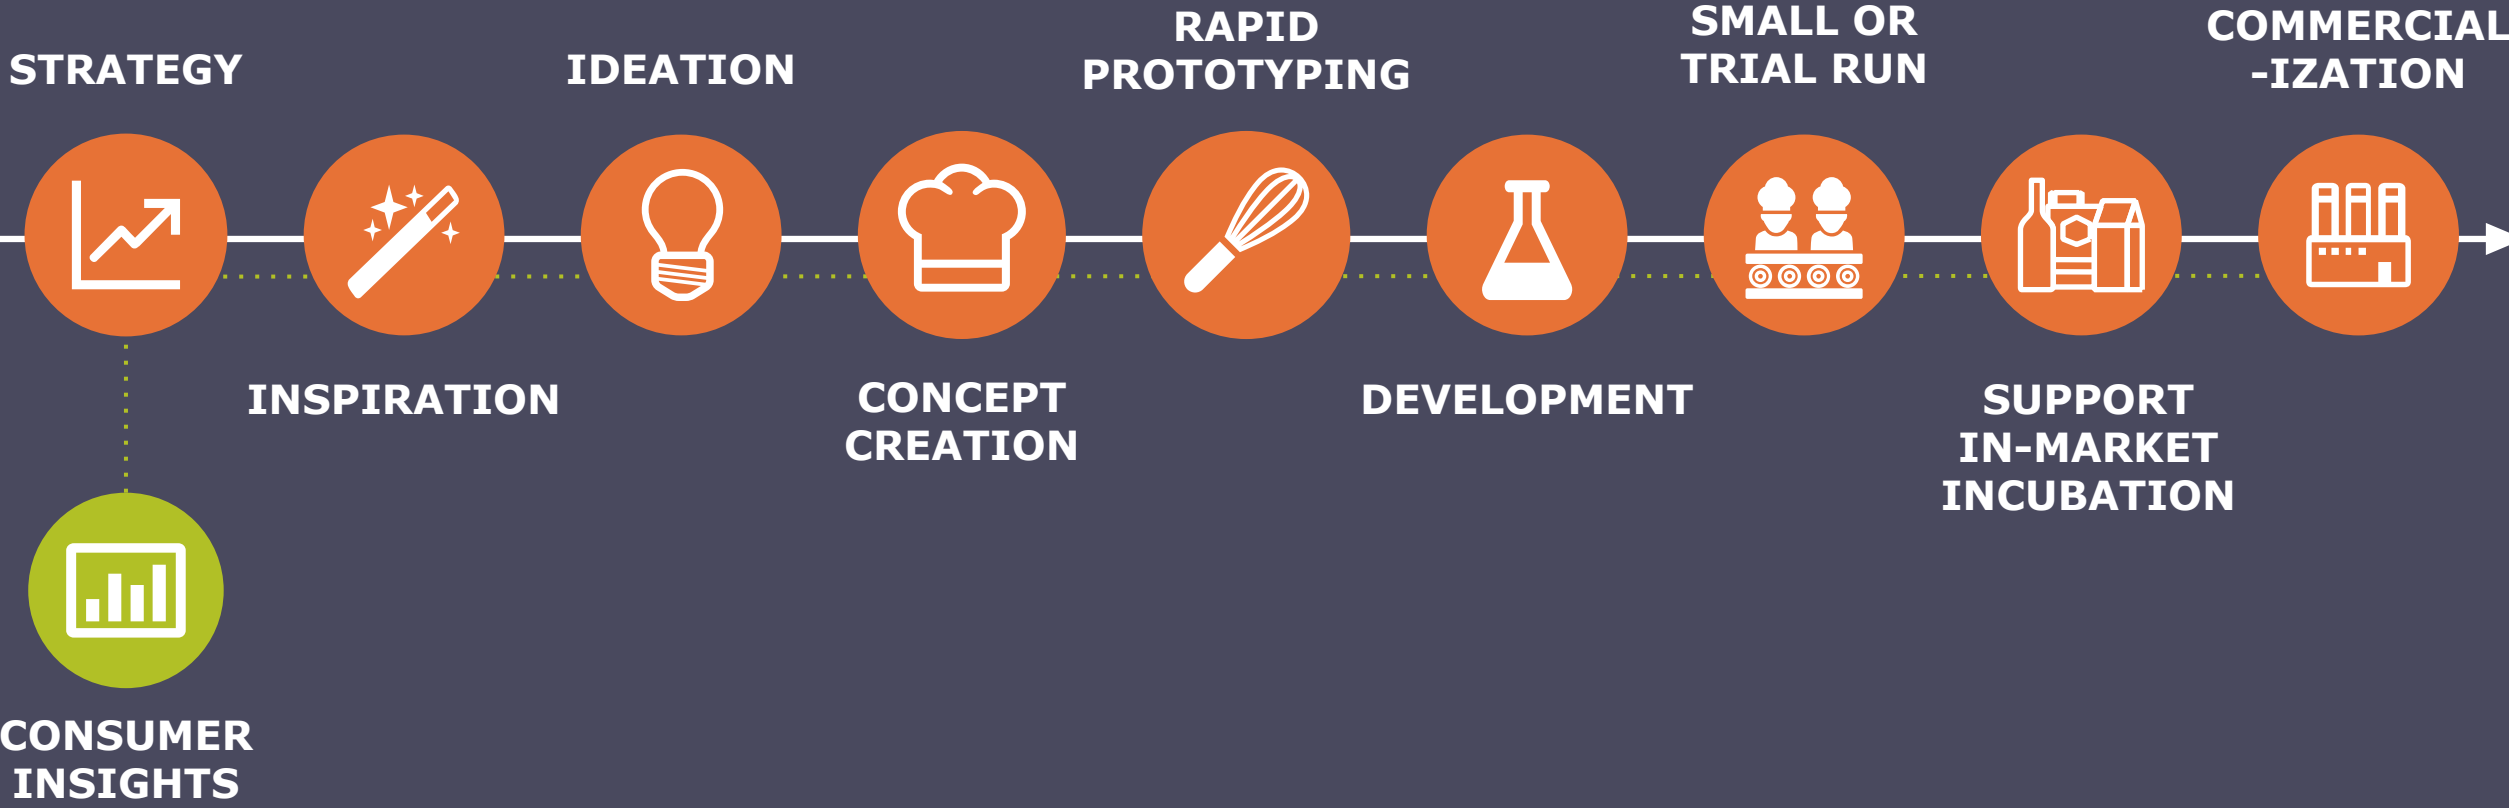 STRATEGY
INSPIRATION
IDEATION
CONCEPT
CREATION
RAPID
PROTOTYPING
DEVELOPMENT
SMALL OR
TRIAL RUN
SUPPORT
IN-MARKET
INCUBATION
COMMERCIAL
-IZATION
CONSUMER
INSIGHTS